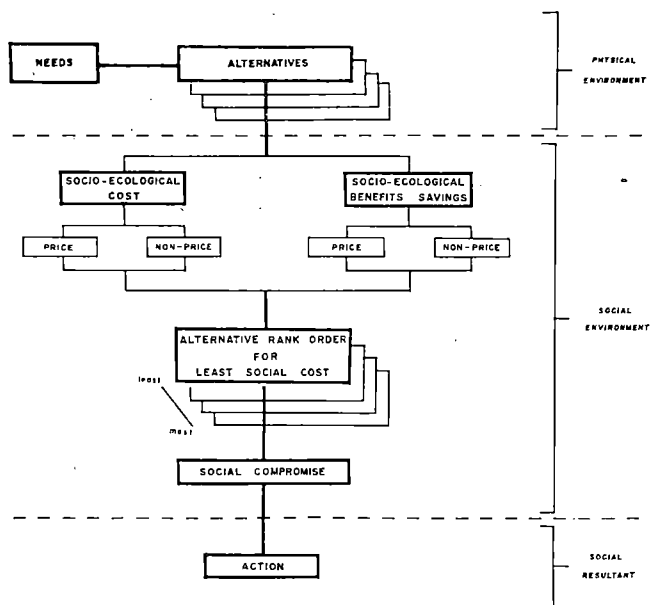 NEEDS
ALTERNATIVES
PHYSICAL
ENVIRONMENT
SOCIO-ECOLOGICAL
COST
SOCIO-ECOLOGICAL
BENEFITS SAVINGS
PRICE
NON-PRICE
PRICE
NON-PRICE
SOCIAL
ENVIRONMENT
ALTERNATIVE RANK ORDER
FOR
LEAST SOCIAL COST
least
most
SOCIAL COMPROMISE
ACTION
SOCIAL
RESULTANT